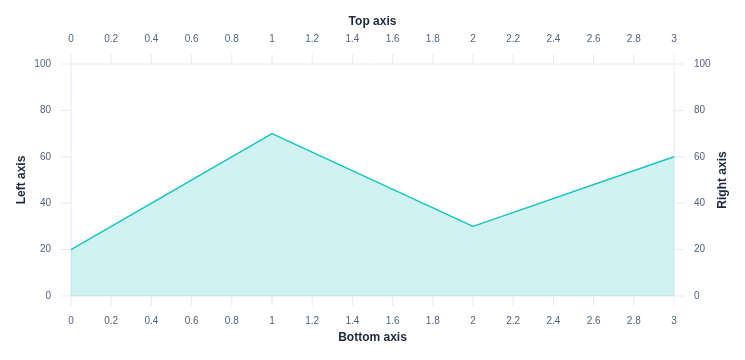 Top axis
0 0.2 0.4 0.6 0.8 1 1.2 1.4 1.6 1.8 2 2.2 2.4 2.6 2.8 3
100 100
80 80
60 60
Left axis
Right axis
40 40
20 20
0 0
0 0.2 0.4 0.6 0.8 1 1.2 1.4 1.6 1.8 2 2.2 2.4 2.6 2.8 3
Bottom axis